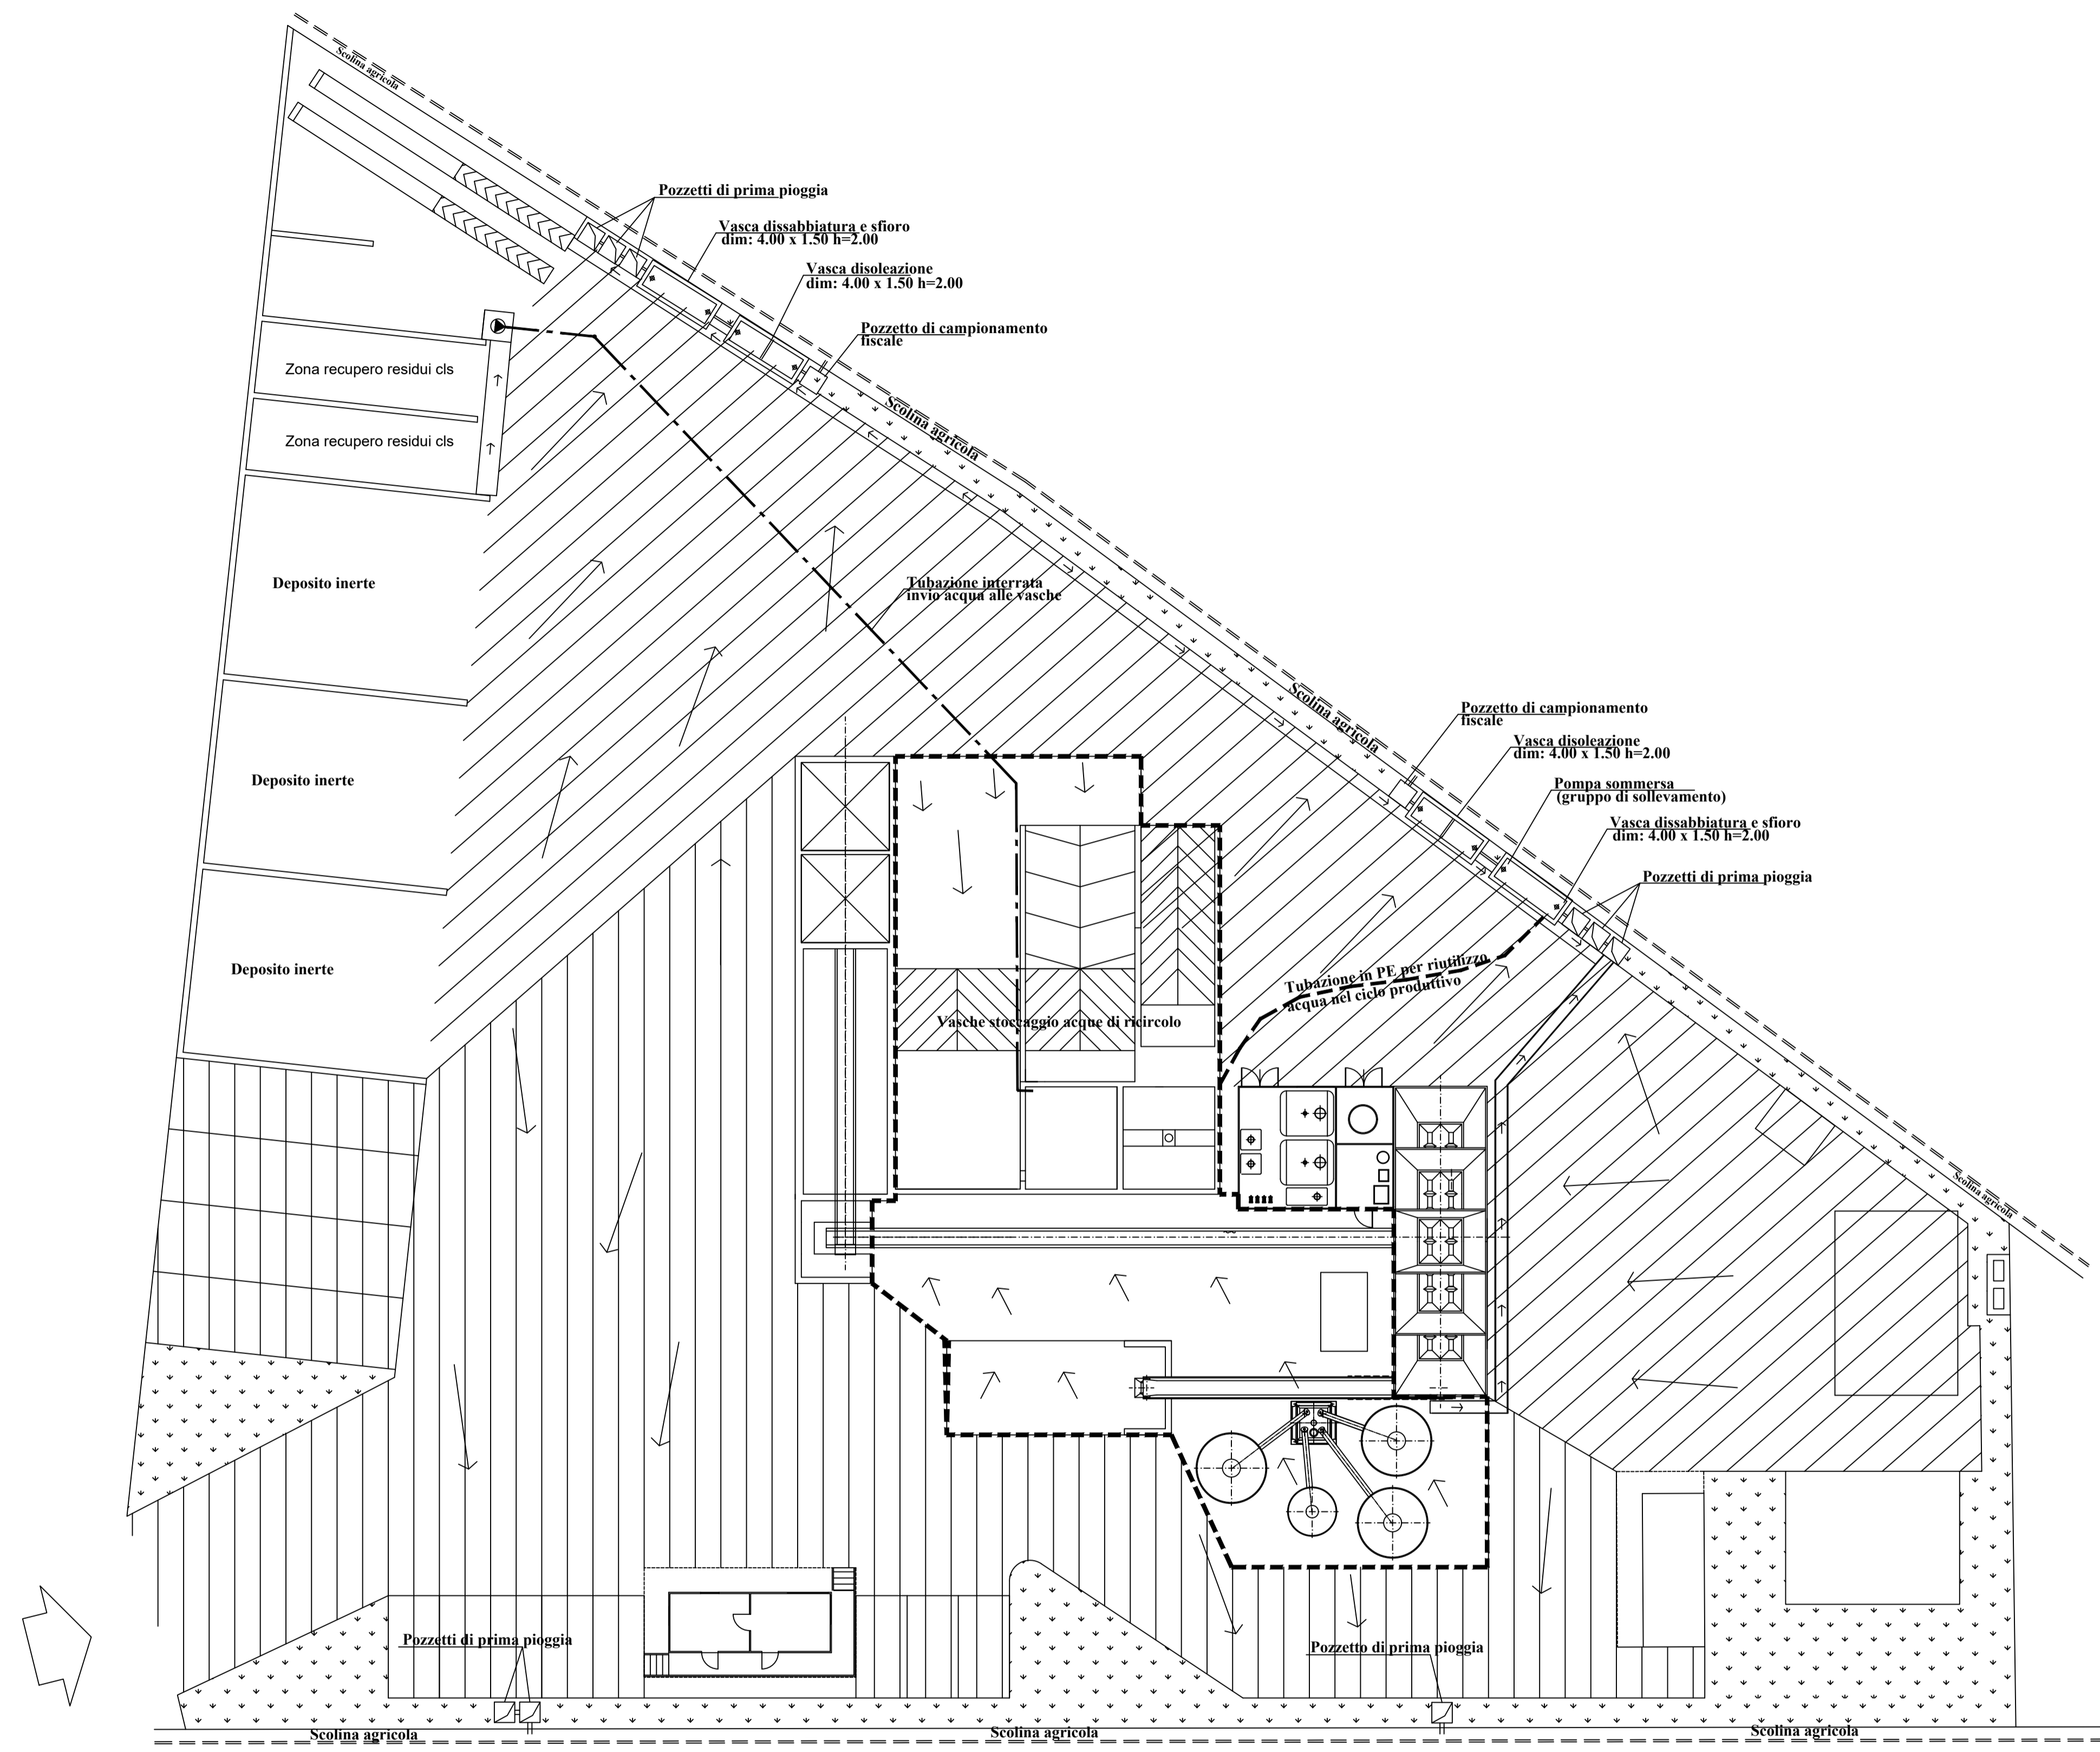 Scolina agricola
Pozzetti di prima pioggia
Vasca dissabbiatura e sfioro
dim: 4.00 x 1.50 h=2.00
Vasca disoleazione
dim: 4.00 x 1.50 h=2.00
Pozzetto di campionamento
fiscale
Zona recupero residui cls
Scolina agricola
Zona recupero residui cls
Deposito inerte
Tubazione interrata
invio acqua alle vasche
Scolina agricola
Pozzetto di campionamento
fiscale
Vasca disoleazione
dim: 4.00 x 1.50 h=2.00
Deposito inerte
Pompa sommersa
(gruppo di sollevamento)
Vasca dissabbiatura e sfioro
dim: 4.00 x 1.50 h=2.00
Pozzetti di prima pioggia
Deposito inerte
Tubazione in PE per riutilizzo
acqua nel ciclo produttivo
Vasche stoccaggio acque di ricircolo
Scolina agricola
Pozzetti di prima pioggia
Pozzetto di prima pioggia
Scolina agricola
Scolina agricola
Scolina agricola